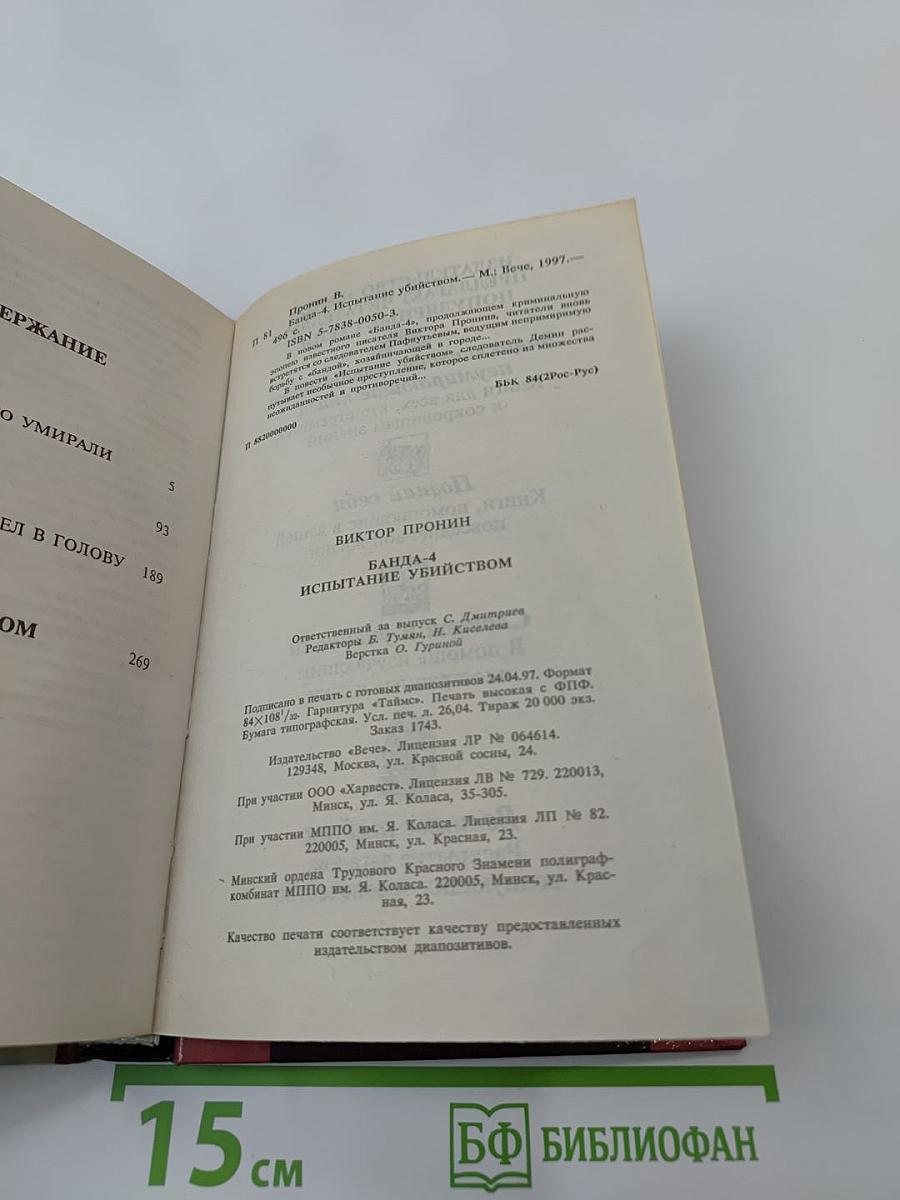 ЕРЖАНИЕ
О УМИРАЛИ
5
93
ЕЛ В ГОЛОВУ 189
ОМ
269
Пронин В.
П 81 Банда-4. Испытание убийством.— М.: Вече, 1997.—
496 с.
ISBN 5-7838-0050-3.
В новом романе «Банда-4», продолжающем криминальную
эпопею известного писателя Виктора Пронина, читатели вновь
встретятся со следователем Пафнутьевым, ведущим непримиримую
борьбу с «бандой», хозяйничающей в городе...
В повести «Испытание убийством» следователь Демин рас-
путывает необычное преступление, которое сплетено из множества
неожиданностей и противоречий...
П 8820000000
ББК 84(2Рос-Рус)
ВИКТОР ПРОНИН
БАНДА-4
ИСПЫТАНИЕ УБИЙСТВОМ
Ответственный за выпуск С. Дмитриев
Редакторы Б. Тумян, Н. Киселева
Верстка О. Гуриной
Подписано в печать с готовых диапозитивов 24.04.97. Формат
84×108¹/₃₂. Гарнитура «Таймс». Печать высокая с ФПФ.
Бумага типографская. Усл. печ. л. 26,04. Тираж 20 000 экз.
Заказ 1743.
Издательство «Вече». Лицензия ЛР № 064614.
129348, Москва, ул. Красной сосны, 24.
При участии ООО «Харвест». Лицензия ЛВ № 729. 220013,
Минск, ул. Я. Коласа, 35-305.
При участии МППО им. Я. Коласа. Лицензия ЛП № 82.
220005, Минск, ул. Красная, 23.
Минский ордена Трудового Красного Знамени полиграф-
комбинат МППО им. Я. Коласа. 220005, Минск, ул. Крас-
ная, 23.
Качество печати соответствует качеству предоставленных
издательством диапозитивов.
15 см
БФ БИБЛИОФАН